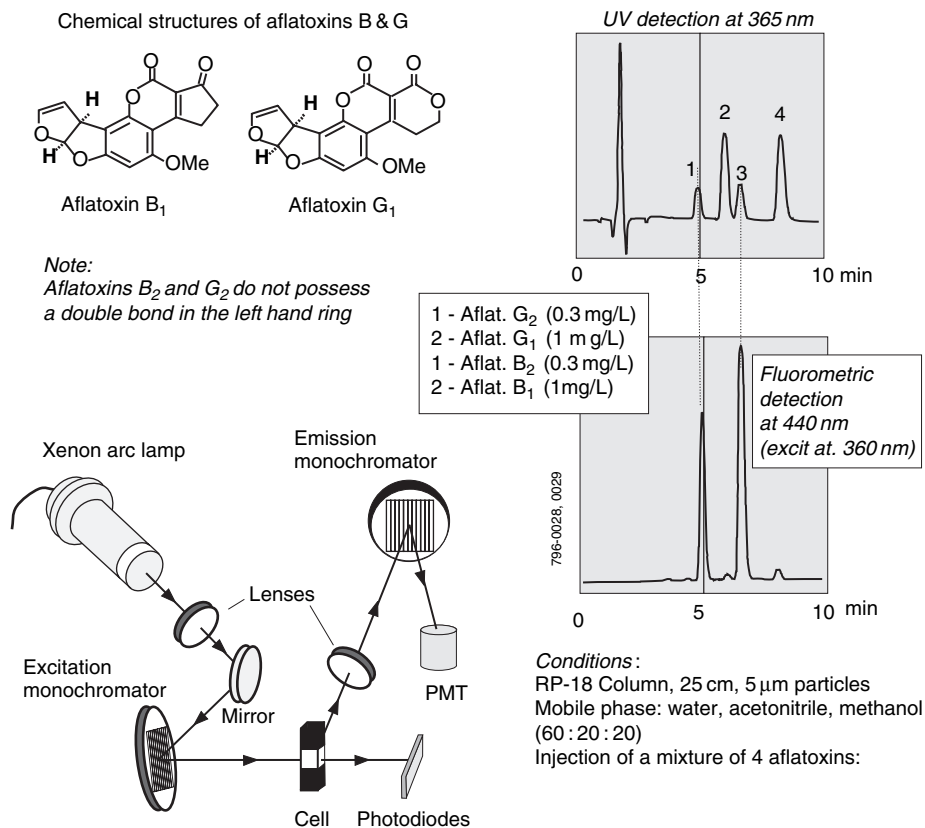 Chemical structures of aflatoxins B & G
O
O
O
H
O
H
O
OMe
Aflatoxin B1
O
O
O
O
H
O
H
O
OMe
Aflatoxin G1
Note:
Aflatoxins B2 and G2 do not possess
a double bond in the left hand ring
UV detection at 365 nm
1
2
3
4
0
5
10 min
1 - Aflat. G2 (0.3 mg/L)
2 - Aflat. G1 (1 m g/L)
1 - Aflat. B2 (0.3 mg/L)
2 - Aflat. B1 (1mg/L)
Fluorometric
detection
at 440 nm
(excit at. 360 nm)
796-0028, 0029
0
5
10 min
Xenon arc lamp
Emission
monochromator
Lenses
Excitation
monochromator
Mirror
PMT
Cell
Photodiodes
Conditions :
RP-18 Column, 25 cm, 5 μm particles
Mobile phase: water, acetonitrile, methanol
(60 : 20 : 20)
Injection of a mixture of 4 aflatoxins: